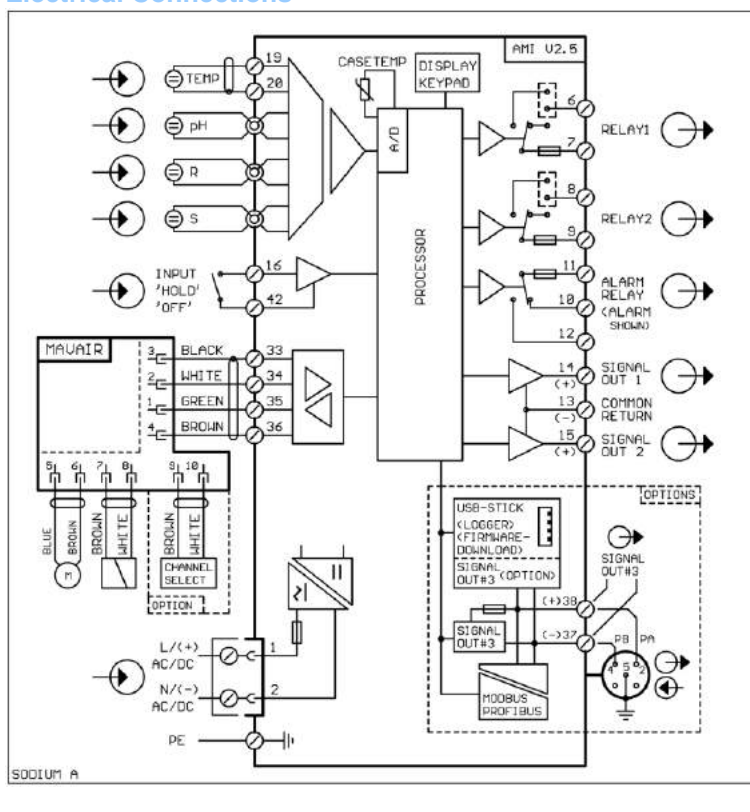 Electrical Connections
AMI V2.5
19
TEMP
20
CASETEMP
DISPLAY
KEYPAD
A/D
6
RELAY1
7
pH
R
S
8
RELAY2
9
PROCESSOR
INPUT
'HOLD'
'OFF'
16
42
11
10
12
ALARM
RELAY
(ALARM
SHOWN)
MAVAIR
3
BLACK
33
2
WHITE
34
1
GREEN
35
4
BROWN
36
14
(+)
SIGNAL
OUT 1
13
(-)
COMMON
RETURN
15
(+)
SIGNAL
OUT 2
5
6
7
8
9
10
BLUE
BROWN
BROWN
WHITE
BROWN
WHITE
M
CHANNEL
SELECT
OPTION
OPTIONS
USB-STICK
(LOGGER)
(FIRMWARE-
DOWNLOAD)
SIGNAL
OUT#3 (OPTION)
SIGNAL
OUT#3
(+)38
SIGNAL
OUT#3
(-)37
PB
PA
4
5
2
MODBUS
PROFIBUS
L/(+)
AC/DC
1
N/(-)
AC/DC
2
PE
SODIUM A